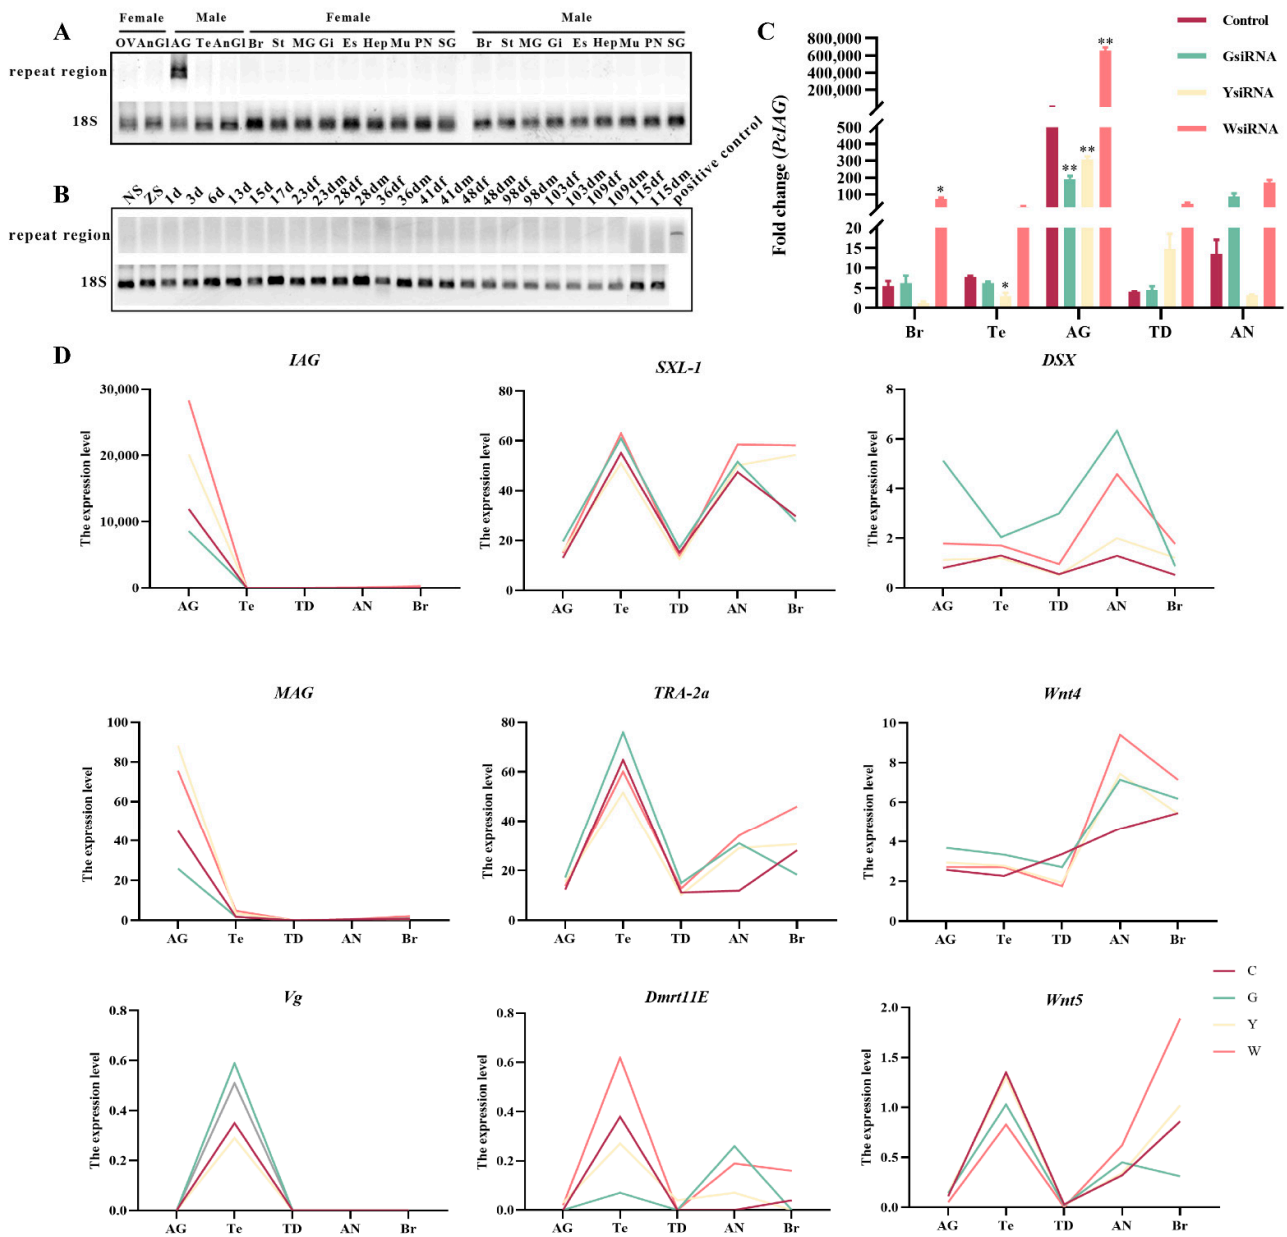 A
Female Male Female Male
OV AnGl AG Te AnGl Br St MG Gi Es Hep Mu PN SG Br St MG Gi Es Hep Mu PN SG
repeat region
18S
B
NS ZS 1d 3d 6d 13d 15d 17d 23df 23dm 28df 28dm 36df 36dm 41df 41dm 48df 48dm 98df 98dm 103df 103dm 109df 109dm 115df 115dm positive control
repeat region
18S
C
Control
GsiRNA
YsiRNA
WsiRNA
Fold change (PcIAG)
800,000
600,000
400,000
200,000
500
400
300
200
100
20
15
10
5
0
* * ** ** **
Br Te AG TD AN
D
IAG
The expression level
30,000
20,000
10,000
0
AG Te TD AN Br
SXL-1
The expression level
80
60
40
20
0
AG Te TD AN Br
DSX
The expression level
8
6
4
2
0
AG Te TD AN Br
MAG
The expression level
100
80
60
40
20
0
AG Te TD AN Br
TRA-2a
The expression level
80
60
40
20
0
AG Te TD AN Br
Wnt4
The expression level
10
8
6
4
2
0
AG Te TD AN Br
Vg
The expression level
0.8
0.6
0.4
0.2
0.0
AG Te TD AN Br
Dmrt11E
The expression level
0.8
0.6
0.4
0.2
0.0
AG Te TD AN Br
Wnt5
The expression level
2.0
1.5
1.0
0.5
0.0
AG Te TD AN Br
C
G
Y
W